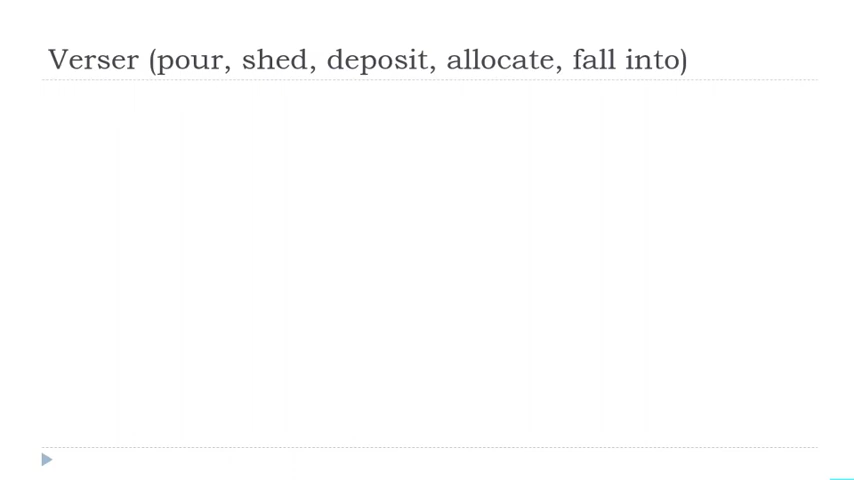 Verser (pour, shed, deposit, allocate, fall into)